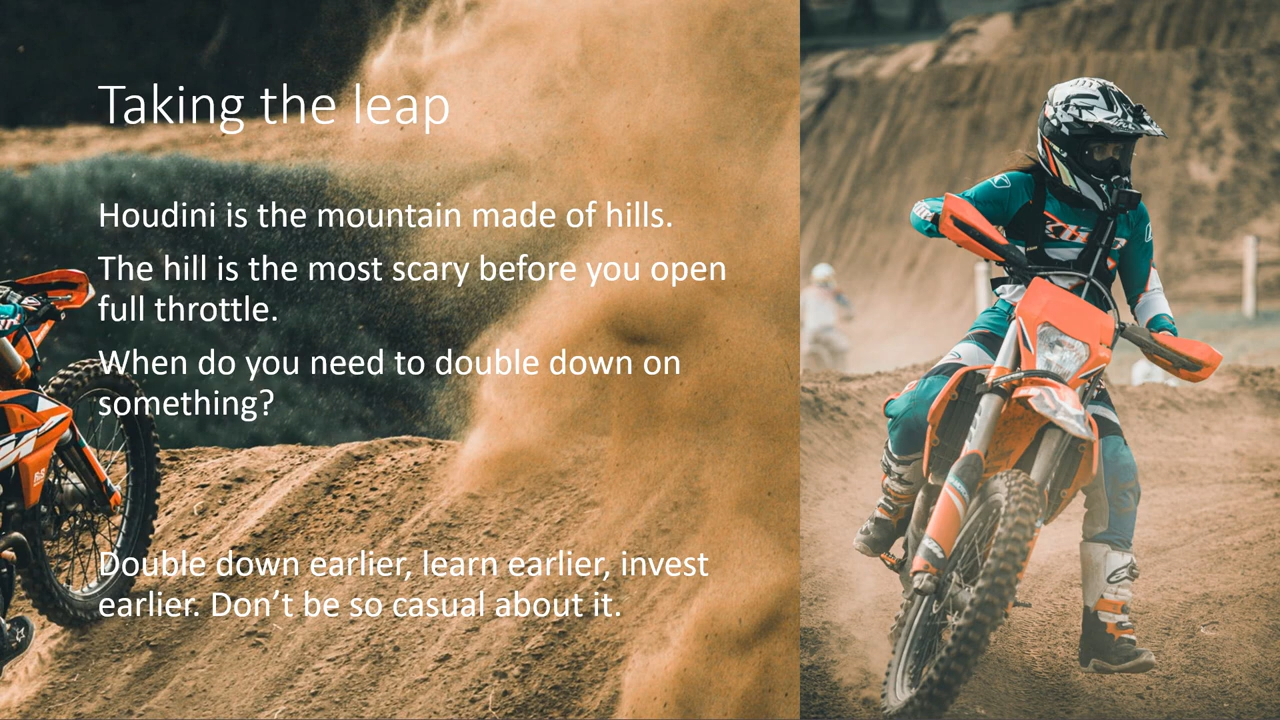 Taking the leap
Houdini is the mountain made of hills.
The hill is the most scary before you open
full throttle.
When do you need to double down on
something?
Double down earlier, learn earlier, invest
earlier. Don’t be so casual about it.